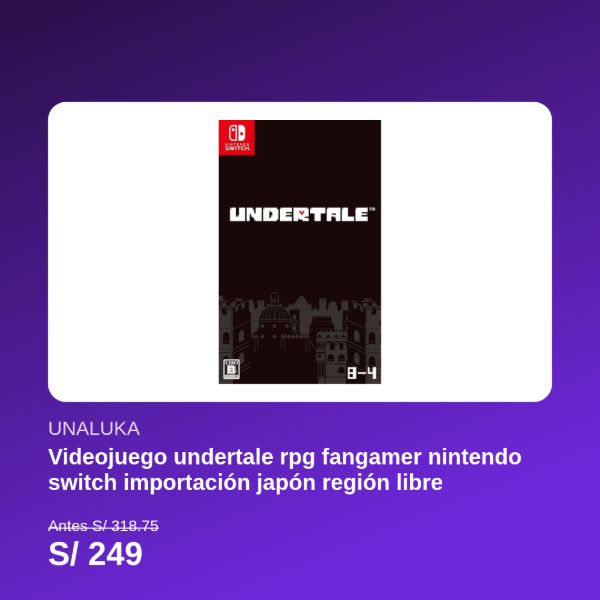 NINTENDO
SWITCH
UNDERTALE
CERO
B
8-4
UNALUKA
Videojuego undertale rpg fangamer nintendo
switch importación japón región libre
Antes S/ 318.75
S/ 249